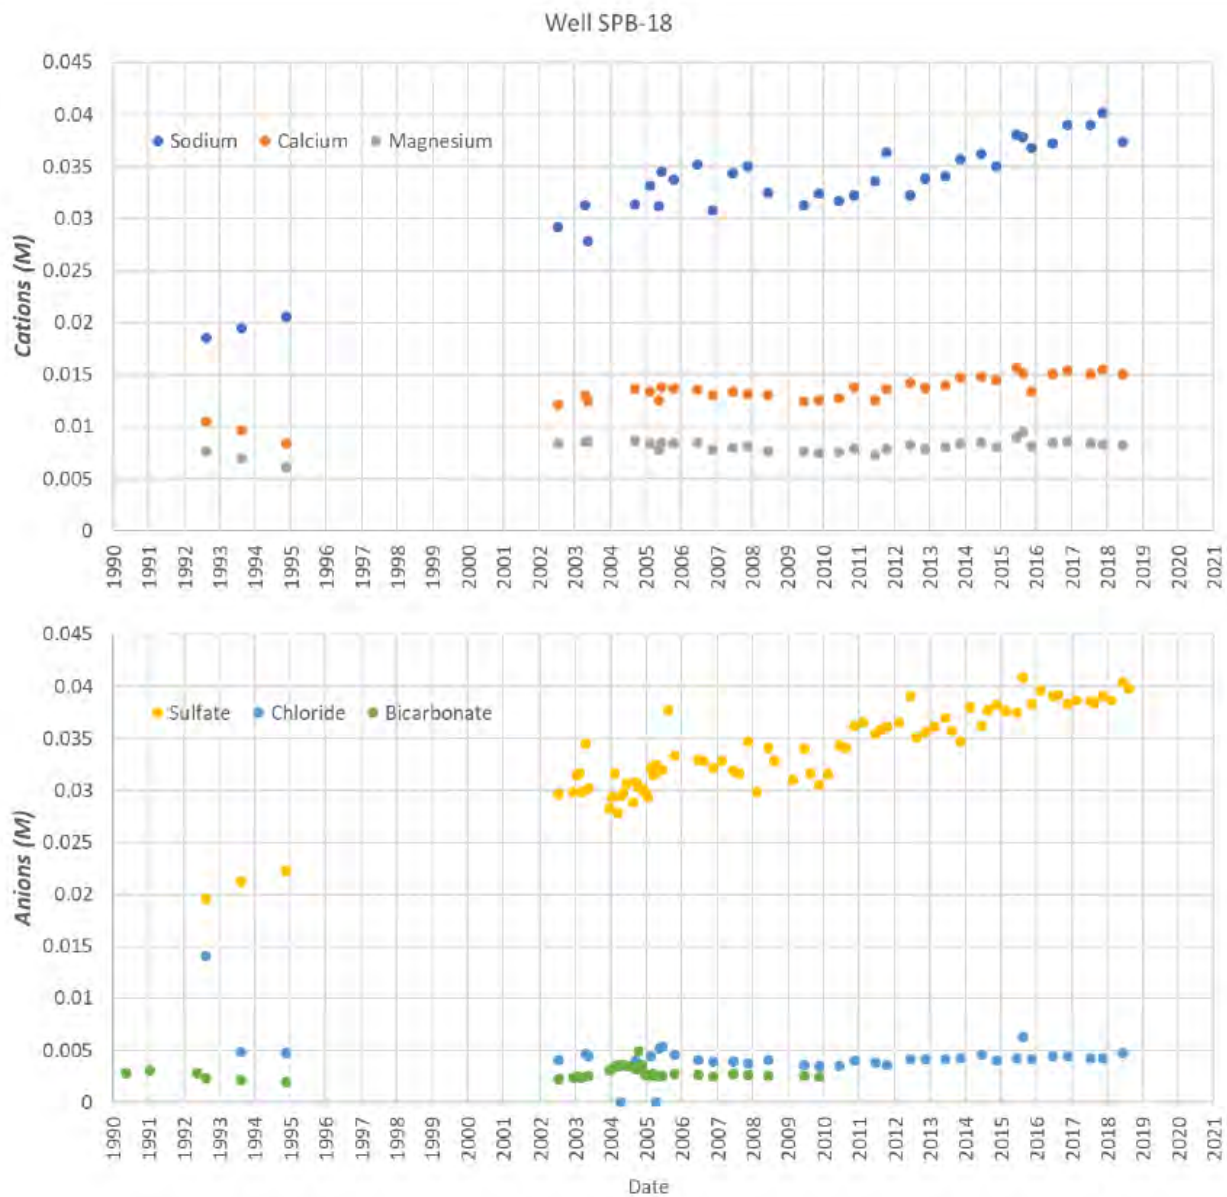 Well SPB-18
0.045
0.04
0.035
0.03
0.025
0.02
0.015
0.01
0.005
0
Cations (M)
Sodium Calcium Magnesium
1990 1991 1992 1993 1994 1995 1996 1997 1998 1999 2000 2001 2002 2003 2004 2005 2006 2007 2008 2009 2010 2011 2012 2013 2014 2015 2016 2017 2018 2019 2020 2021
0.045
0.04
0.035
0.03
0.025
0.02
0.015
0.01
0.005
0
Anions (M)
Sulfate Chloride Bicarbonate
1990 1991 1992 1993 1994 1995 1996 1997 1998 1999 2000 2001 2002 2003 2004 2005 2006 2007 2008 2009 2010 2011 2012 2013 2014 2015 2016 2017 2018 2019 2020 2021
Date